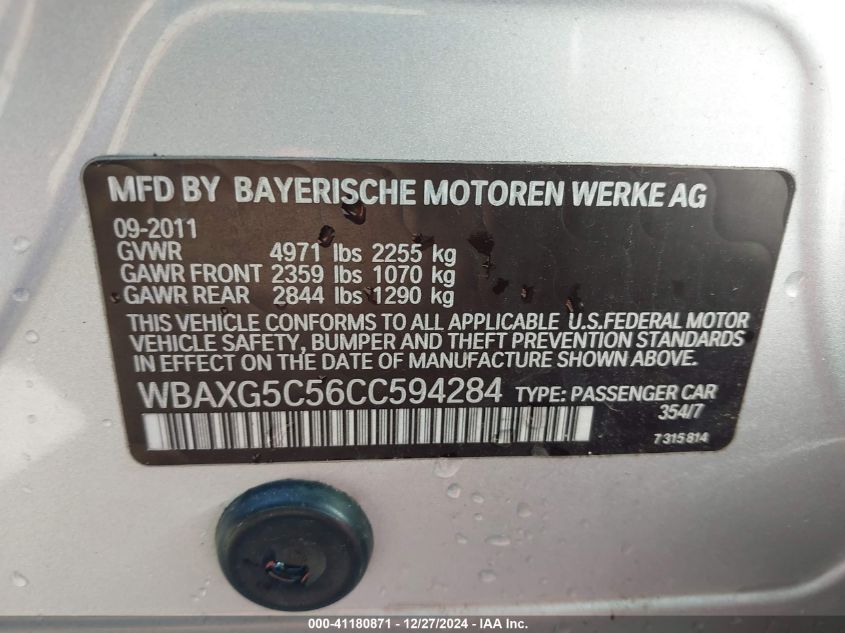 MFD BY BAYERISCHE MOTOREN WERKE AG
09-2011
GVWR 4971 lbs 2255 kg
GAWR FRONT 2359 lbs 1070 kg
GAWR REAR 2844 lbs 1290 kg
THIS VEHICLE CONFORMS TO ALL APPLICABLE U.S.FEDERAL MOTOR
VEHICLE SAFETY, BUMPER AND THEFT PREVENTION STANDARDS
IN EFFECT ON THE DATE OF MANUFACTURE SHOWN ABOVE.
WBAXG5C56CC594284 TYPE: PASSENGER CAR
354/7
7315814
000-41180871 - 12/27/2024 - IAA Inc.